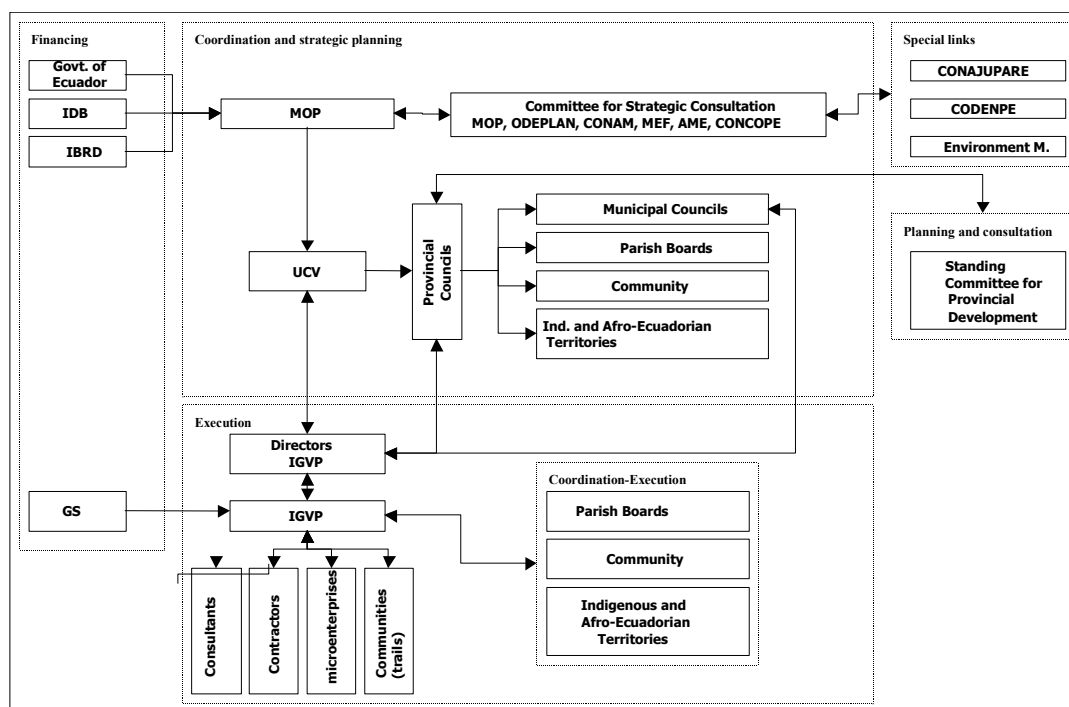 Financing
Govt. of
Ecuador
IDB
IBRD
GS
Coordination and strategic planning
MOP
Committee for Strategic Consultation
MOP, ODEPLAN, CONAM, MEF, AME, CONCOPE
UCV
Provincial
Councils
Municipal Councils
Parish Boards
Community
Ind. and Afro-Ecuadorian
Territories
Special links
CONAJUPARE
CODENPE
Environment M.
Planning and consultation
Standing
Committee for
Provincial
Development
Execution
Directors
IGVP
IGVP
Consultants
Contractors
microenterprises
Communities
(trails)
Coordination-Execution
Parish Boards
Community
Indigenous and
Afro-Ecuadorian
Territories